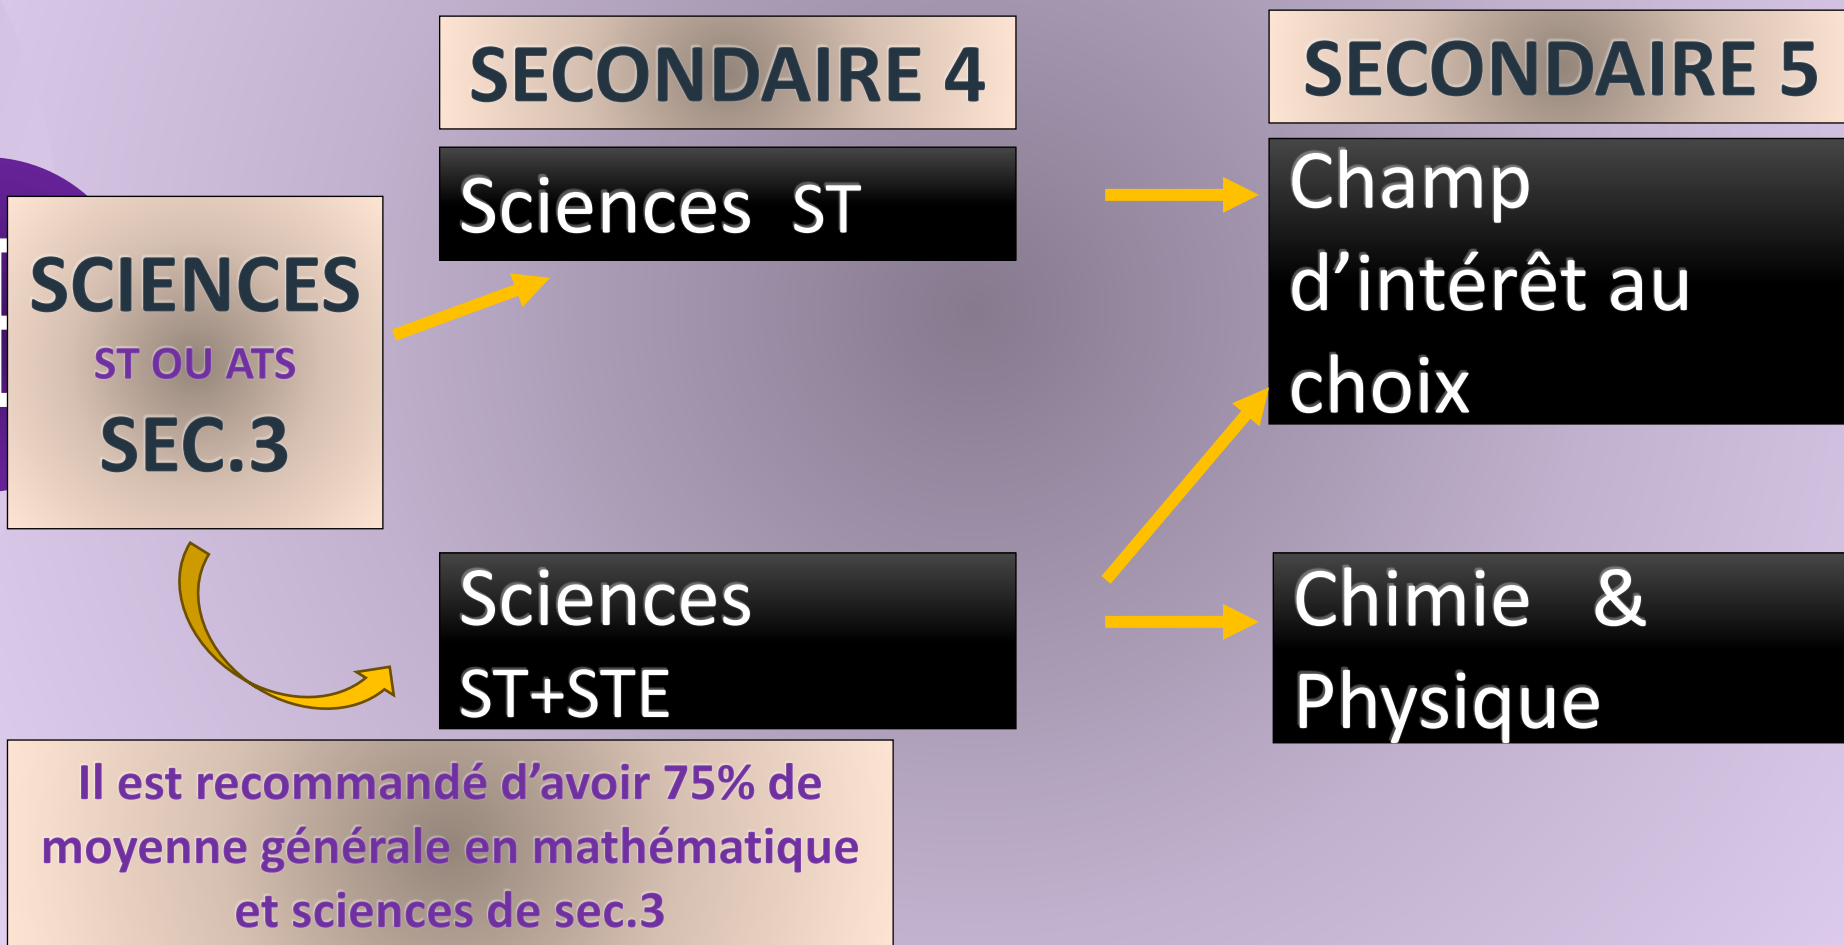 SECONDAIRE 4
SECONDAIRE 5
SCIENCES
ST OU ATS
SEC.3
Sciences ST
Champ
d’intérêt au
choix
Sciences
ST+STE
Chimie &
Physique
Il est recommandé d’avoir 75% de
moyenne générale en mathématique
et sciences de sec.3